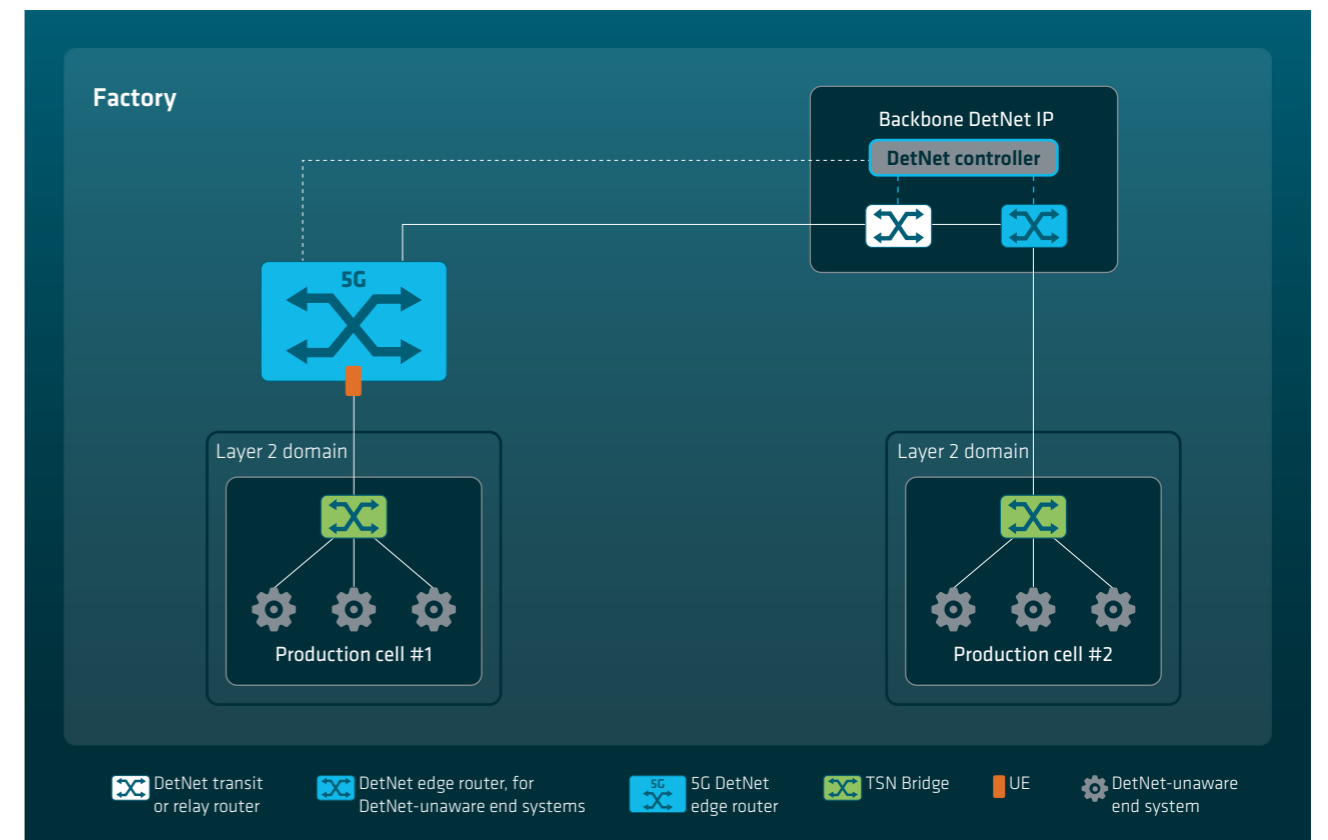 Factory
Backbone DetNet IP
DetNet controller
5G
Layer 2 domain
Layer 2 domain
Production cell #1
Production cell #2
DetNet transit
or relay router
DetNet edge router, for
DetNet-unaware end systems
5G
5G DetNet
edge router
TSN Bridge
UE
DetNet-unaware
end system